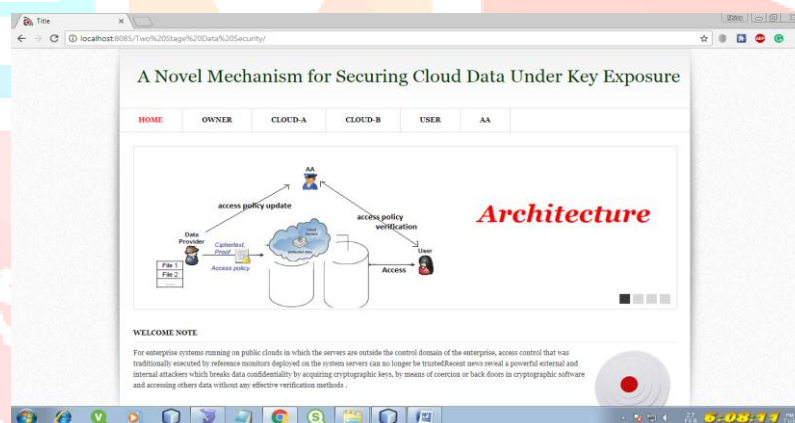 Title
localhost:8085/Two%20Stage%20Data%20Security/
A Novel Mechanism for Securing Cloud Data Under Key Exposure
HOME OWNER CLOUD-A CLOUD-B USER AA
AA
access policy update
access policy
verification
Architecture
Data
Provider
Ciphertext,
Proof
Access policy
File 1
File 2
Cloud
User
Access
WELCOME NOTE
For enterprise systems running on public clouds in which the servers are outside the control domain of the enterprise, access control that was
traditionally executed by reference monitors deployed on the system servers can no longer be trustedRecent news reveal a powerful external and
internal attackers which breaks data confidentiality by acquiring cryptographic keys, by means of coercion or back doors in cryptographic software
and accessing others data without any effective verification methods .
27
FEB
TUE